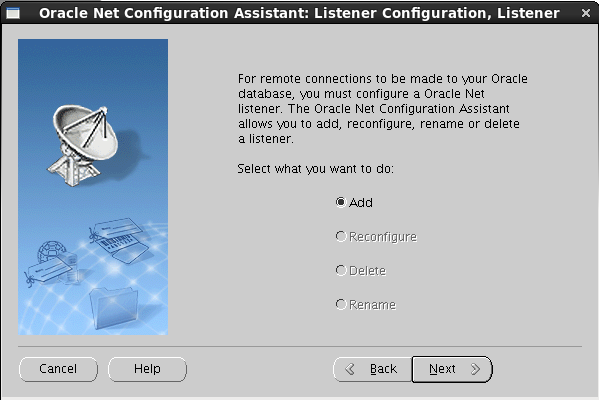 Oracle Net Configuration Assistant: Listener Configuration, Listener
For remote connections to be made to your Oracle
database, you must configure a Oracle Net
listener. The Oracle Net Configuration Assistant
allows you to add, reconfigure, rename or delete
a listener.
Select what you want to do:
Add
Reconfigure
Delete
Rename
Cancel
Help
Back
Next